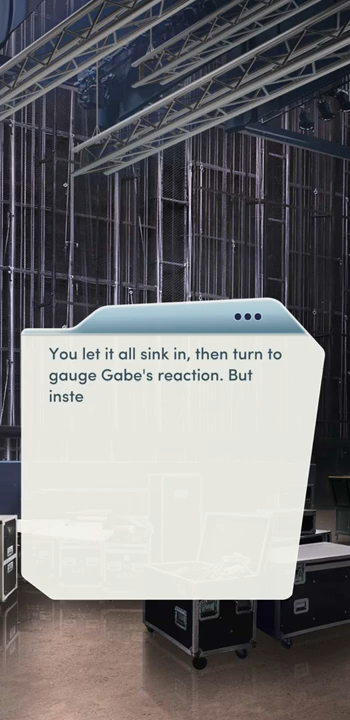 You let it all sink in, then turn to
gauge Gabe's reaction. But
inste